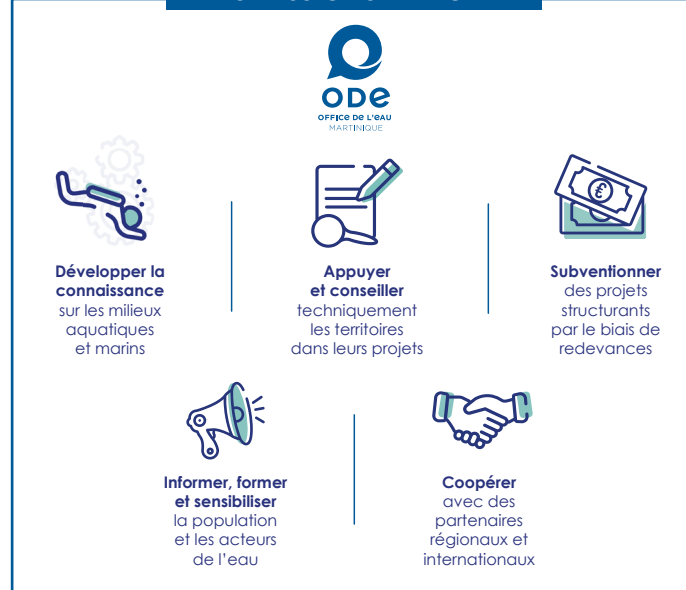 ODE
OFFICE DE L'EAU
MARTINIQUE
Développer la
connaissance
sur les milieux
aquatiques
et marins
Appuyer
et conseiller
techniquement
les territoires
dans leurs projets
€
Subventionner
des projets
structurants
par le biais de
redevances
Informer, former
et sensibiliser
la population
et les acteurs
de l'eau
Coopérer
avec des
partenaires
régionaux et
internationaux